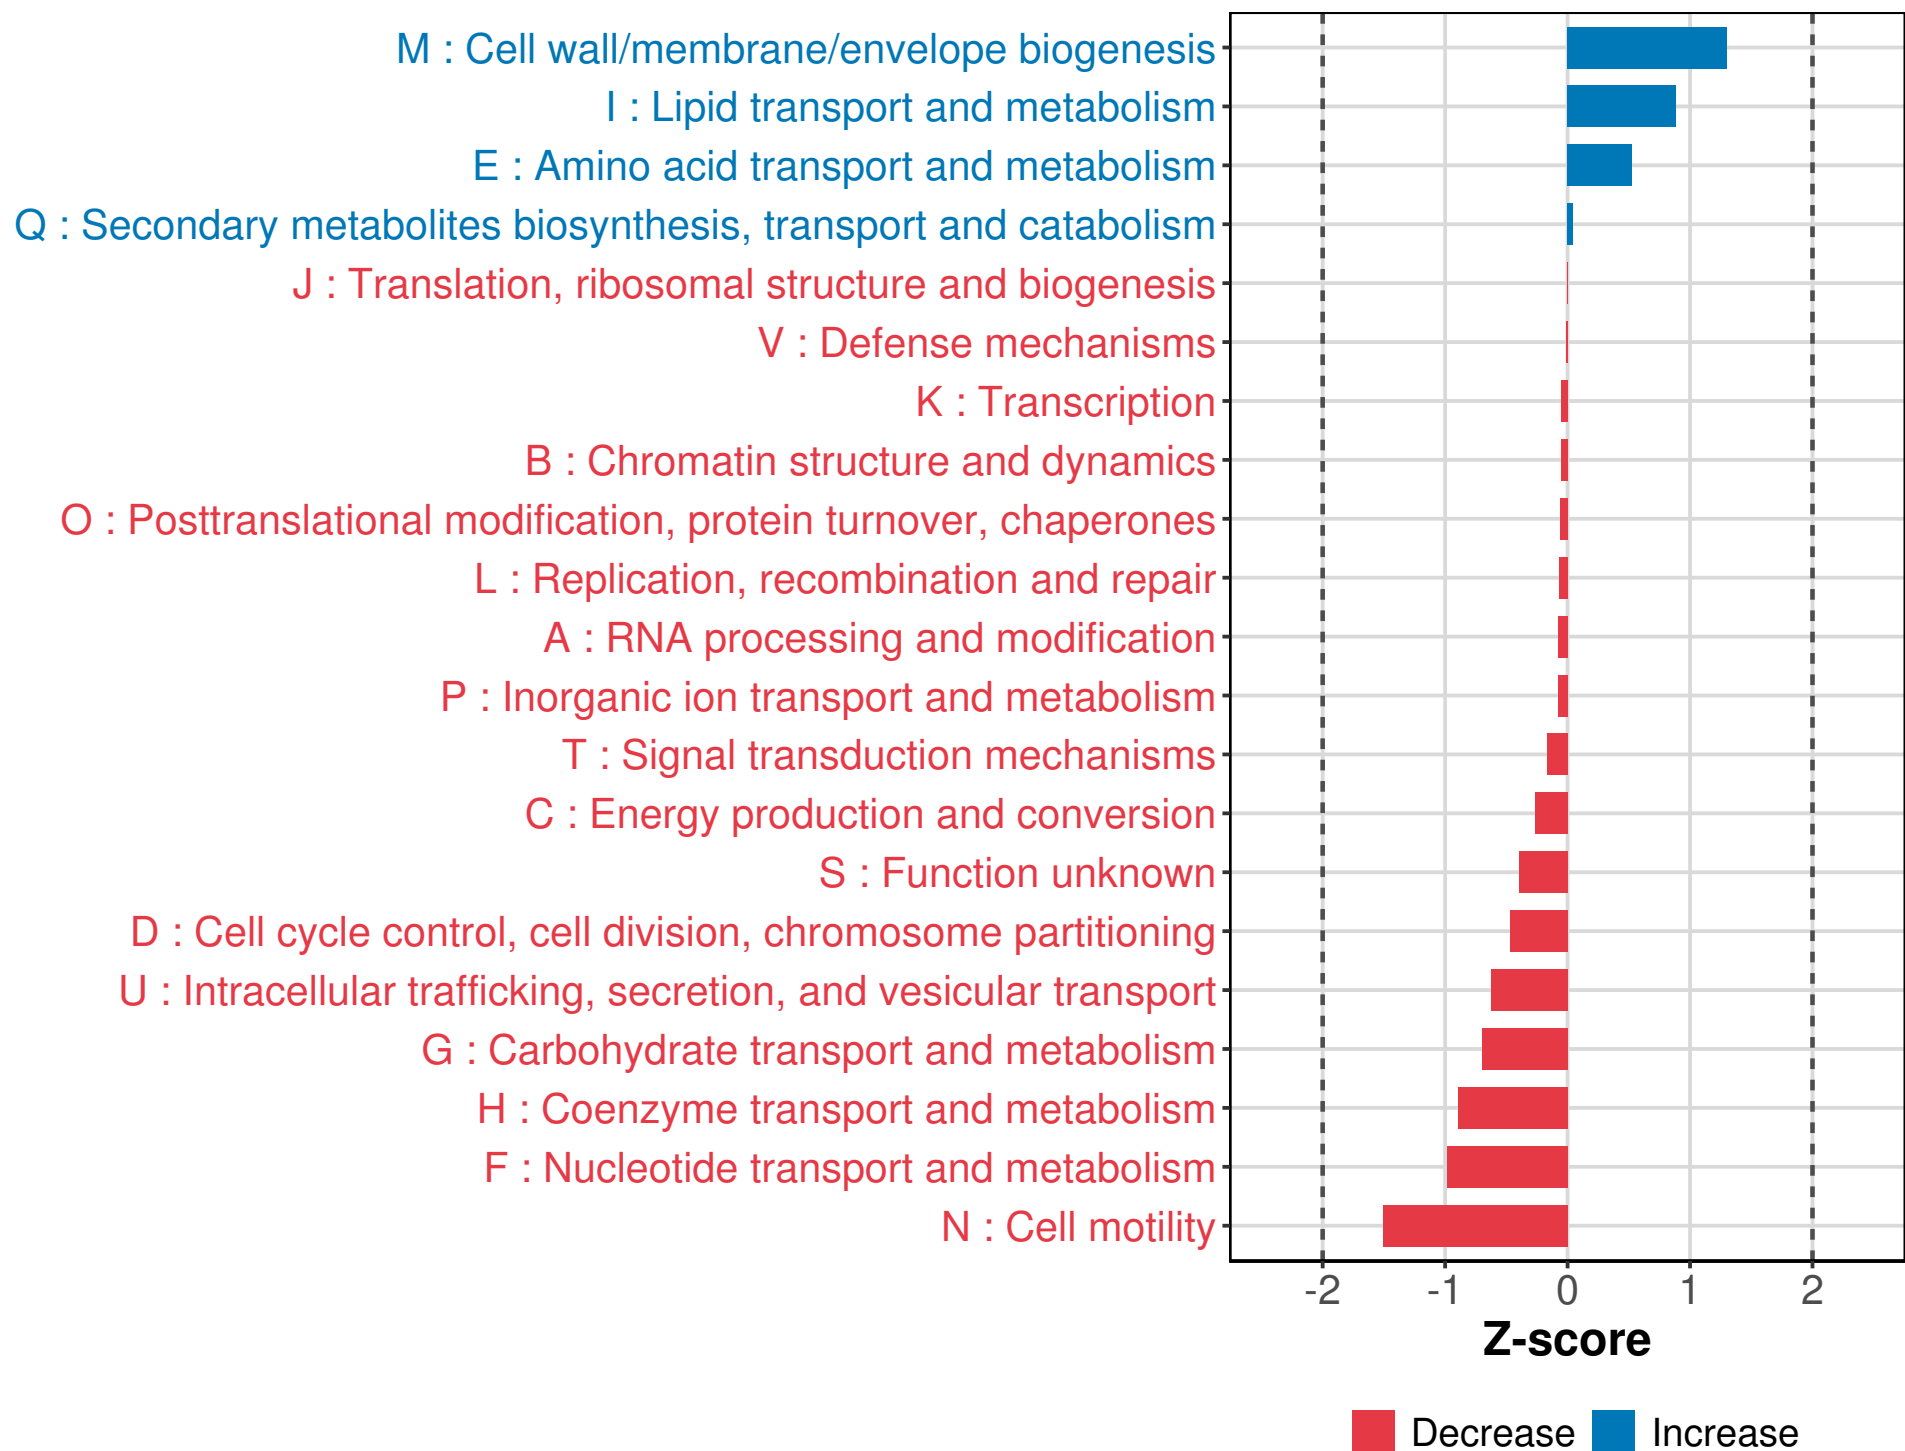 M : Cell wall/membrane/envelope biogenesis
I : Lipid transport and metabolism
E : Amino acid transport and metabolism
Q : Secondary metabolites biosynthesis, transport and catabolism
J : Translation, ribosomal structure and biogenesis
V : Defense mechanisms
K : Transcription
B : Chromatin structure and dynamics
O : Posttranslational modification, protein turnover, chaperones
L : Replication, recombination and repair
A : RNA processing and modification
P : Inorganic ion transport and metabolism
T : Signal transduction mechanisms
C : Energy production and conversion
S : Function unknown
D : Cell cycle control, cell division, chromosome partitioning
U : Intracellular trafficking, secretion, and vesicular transport
G : Carbohydrate transport and metabolism
H : Coenzyme transport and metabolism
F : Nucleotide transport and metabolism
N : Cell motility
-2 -1 0 1 2
Z-score
Decrease Increase